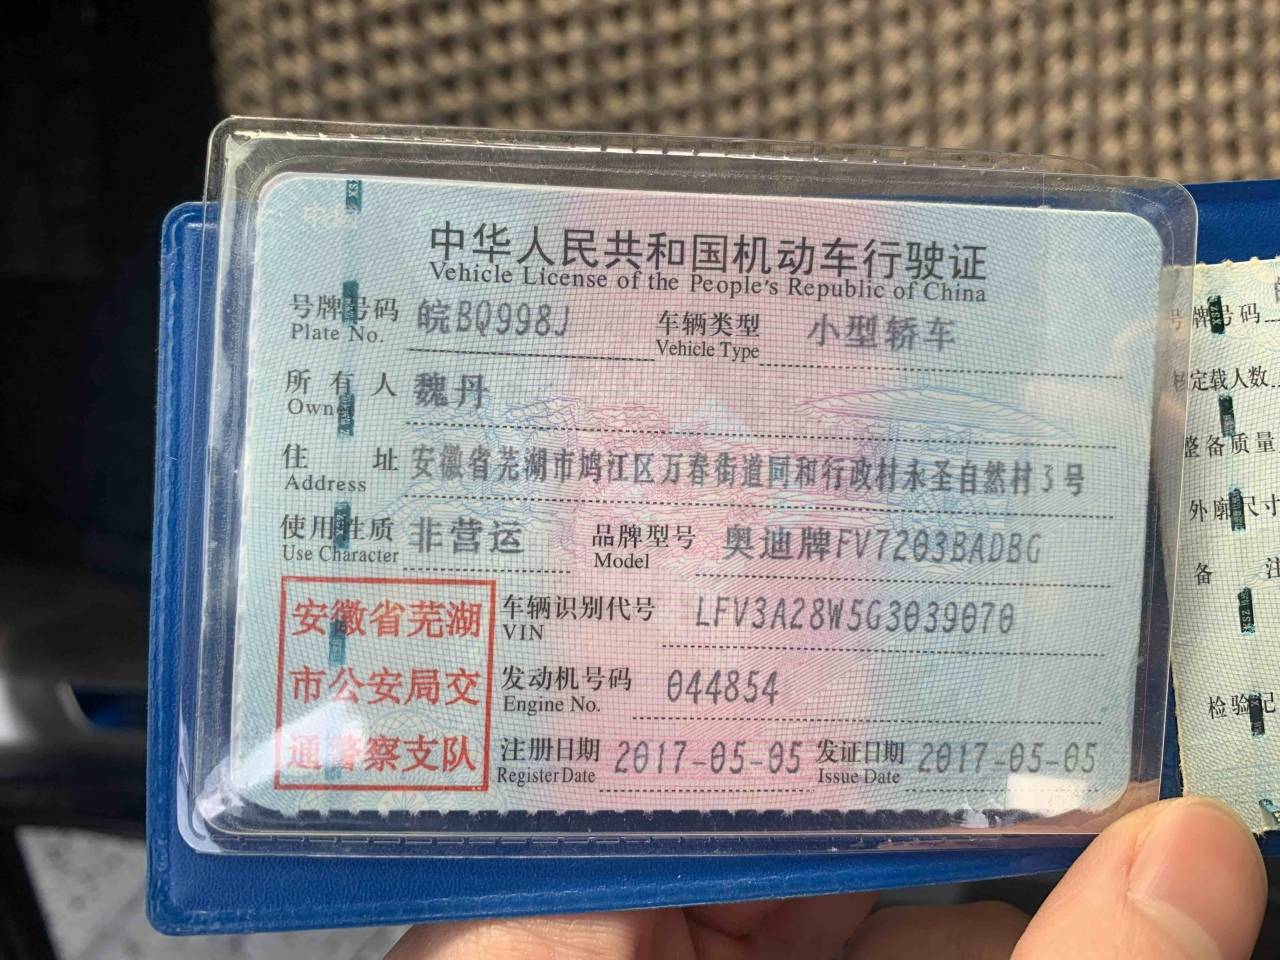 中华人民共和国机动车行驶证
Vehicle License of the People's Republic of China
号牌号码 皖BQ998J 车辆类型 小型轿车
Plate No. Vehicle Type
所有人 魏丹
Owner
住址 安徽省芜湖市鸠江区万春街道同和行政村永圣自然村3号
Address
使用性质 非营运 品牌型号 奥迪牌FV7203BADBG
Use Character Model
安徽省芜湖
市公安局交
通警察支队
车辆识别代号 LFV3A28W5G3039070
VIN
发动机号码 044854
Engine No.
注册日期 2017-05-05 发证日期 2017-05-05
Register Date Issue Date
号牌号码
核定载人数
整备质量
外廓尺寸
备注
检验记